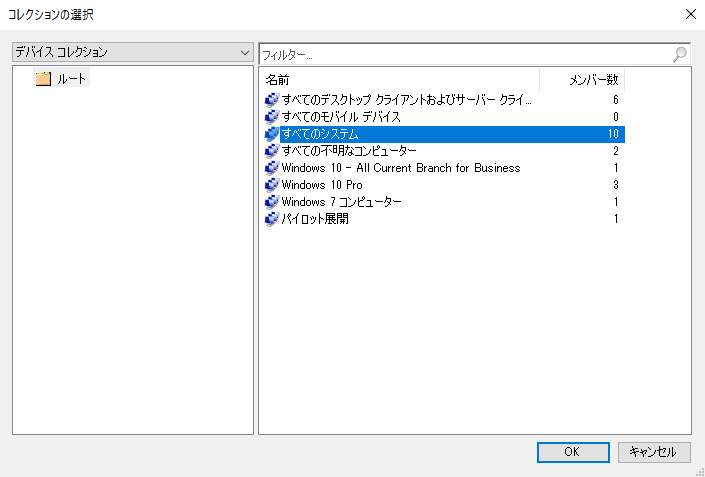 コレクションの選択
デバイス コレクション
フィルター...
ルート
名前 メンバー数
すべてのデスクトップ クライアントおよびサーバー クライ... 6
すべてのモバイル デバイス 0
すべてのシステム 10
すべての不明なコンピューター 2
Windows 10 - All Current Branch for Business 1
Windows 10 Pro 3
Windows 7 コンピューター 1
パイロット展開 1
OK キャンセル